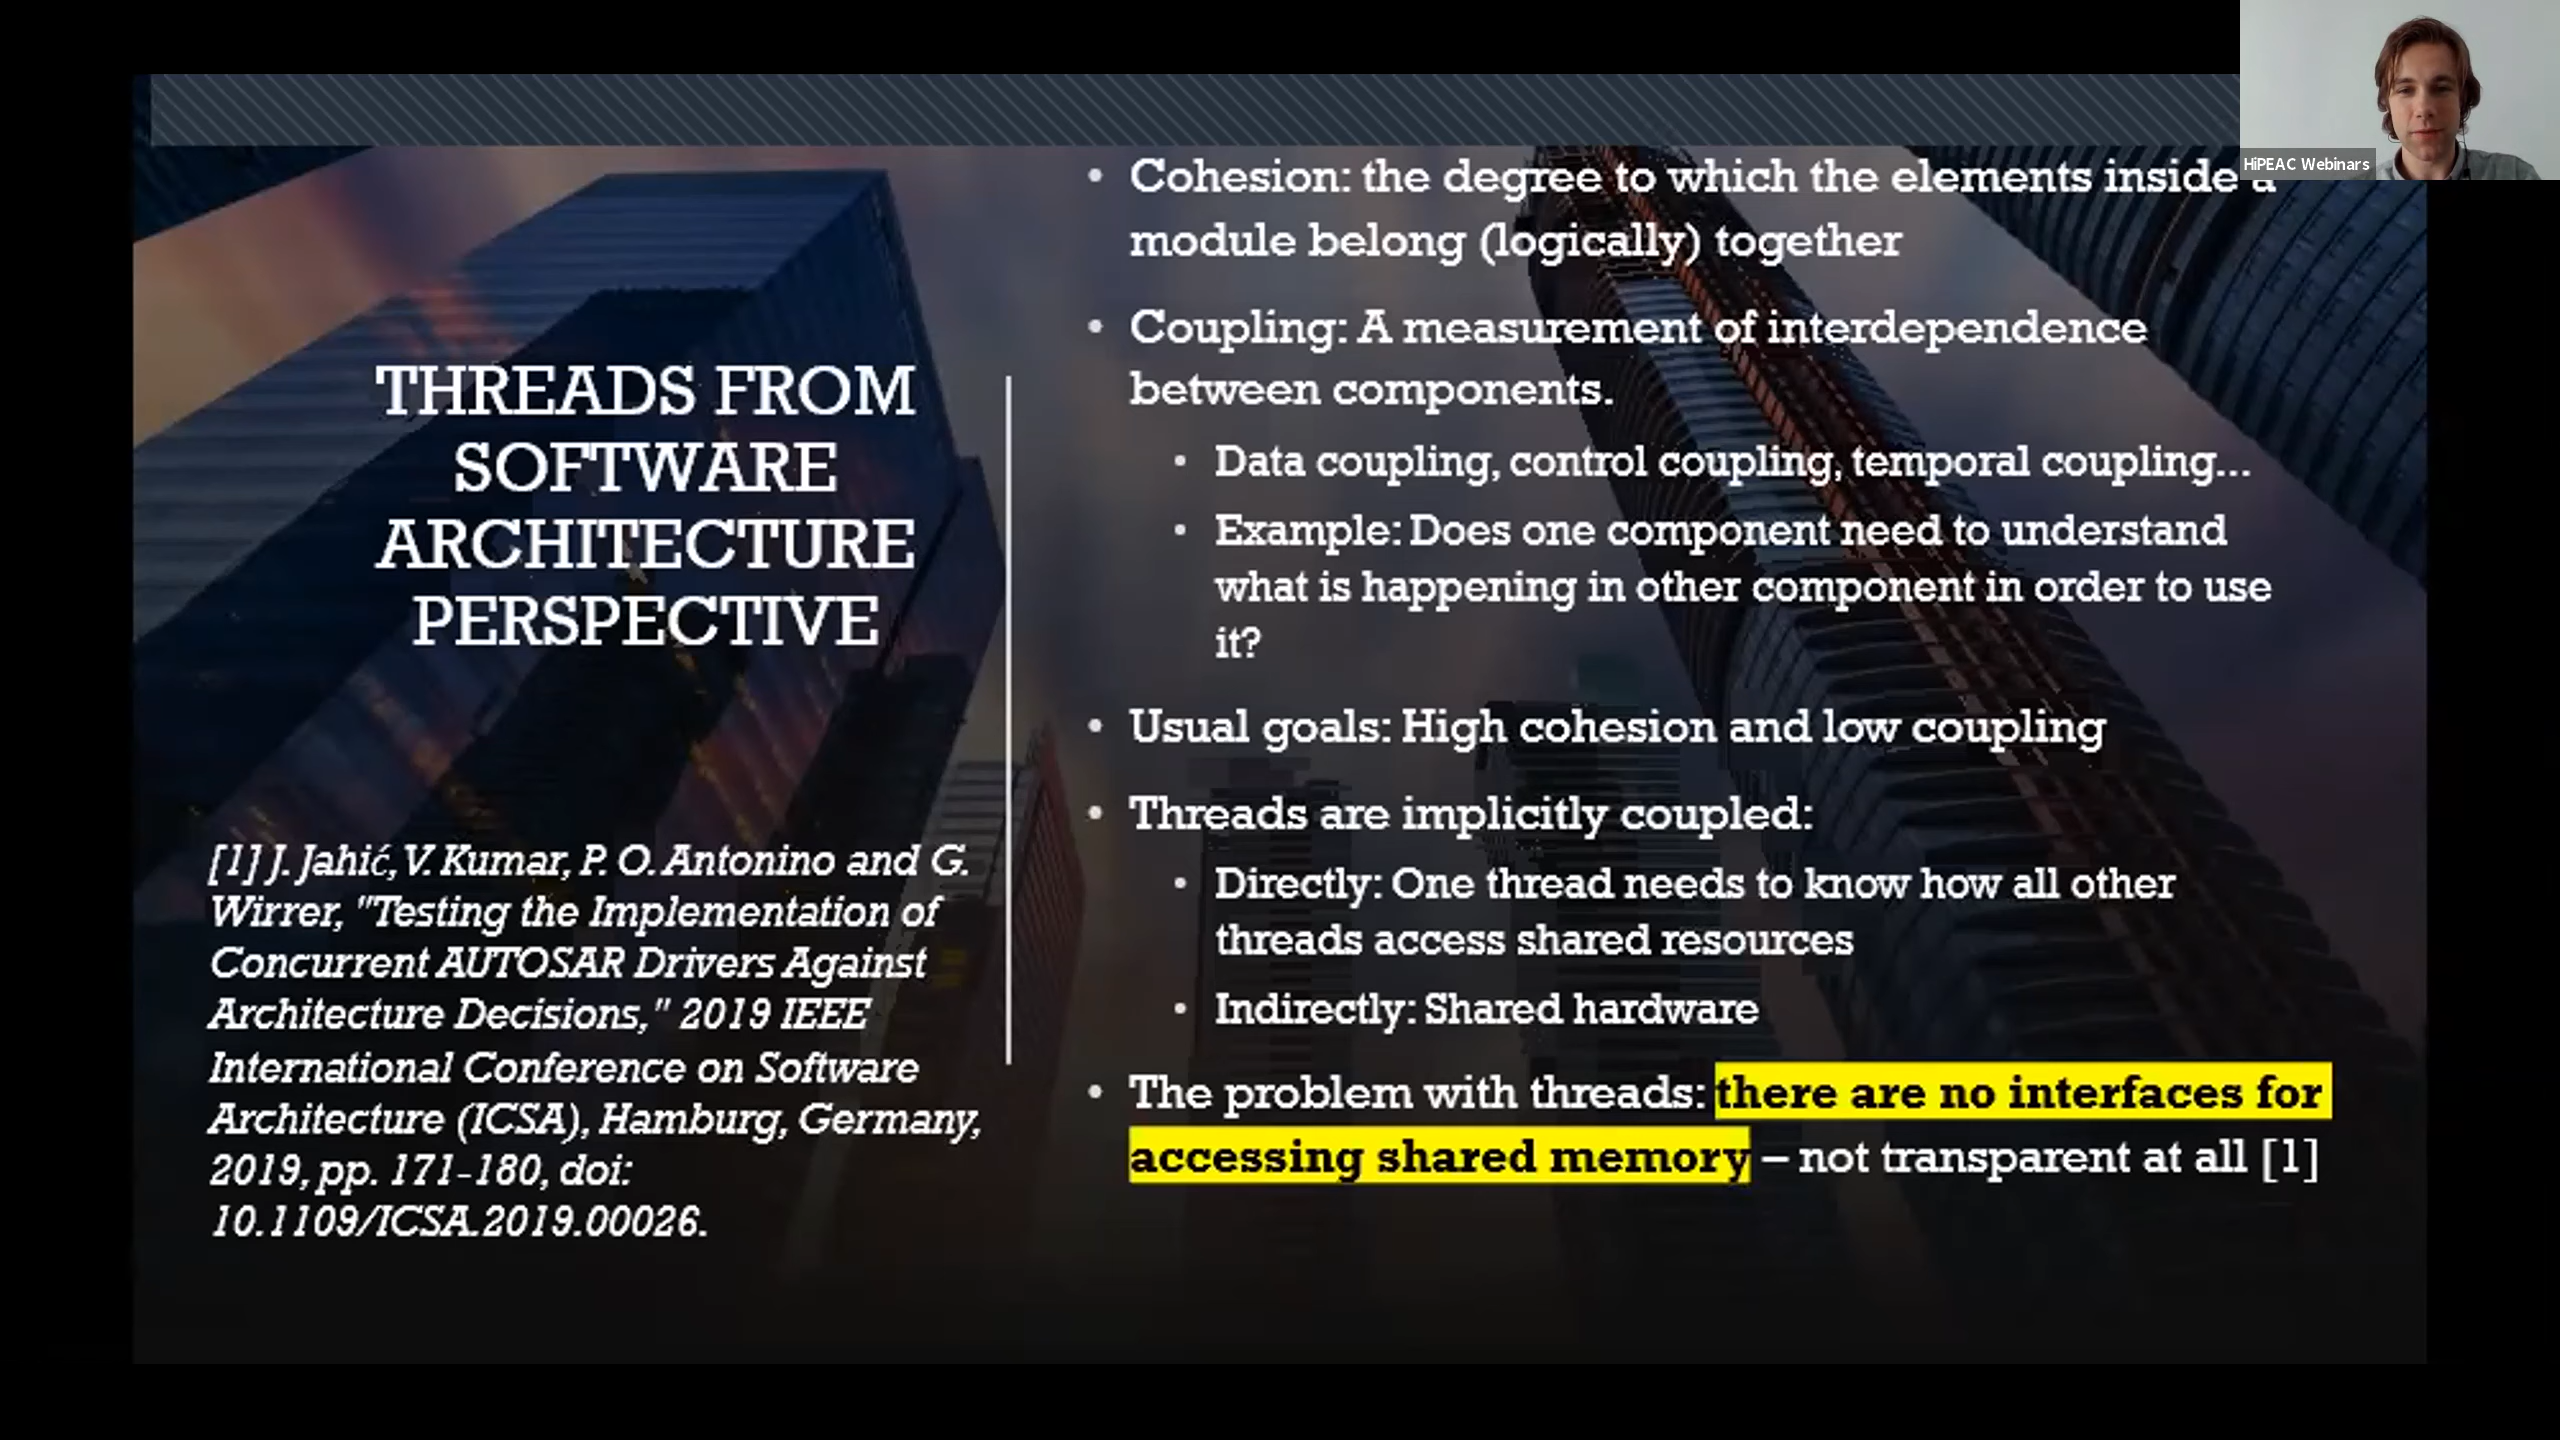 HiPEAC Webinars
THREADS FROM
SOFTWARE
ARCHITECTURE
PERSPECTIVE
[1] J. Jahić, V. Kumar, P. O. Antonino and G.
Wirrer, "Testing the Implementation of
Concurrent AUTOSAR Drivers Against
Architecture Decisions," 2019 IEEE
International Conference on Software
Architecture (ICSA), Hamburg, Germany,
2019, pp. 171-180, doi:
10.1109/ICSA.2019.00026.
• Cohesion: the degree to which the elements inside a
module belong (logically) together
• Coupling: A measurement of interdependence
between components.
• Data coupling, control coupling, temporal coupling...
• Example: Does one component need to understand
what is happening in other component in order to use
it?
• Usual goals: High cohesion and low coupling
• Threads are implicitly coupled:
• Directly: One thread needs to know how all other
threads access shared resources
• Indirectly: Shared hardware
• The problem with threads: there are no interfaces for
accessing shared memory – not transparent at all [1]